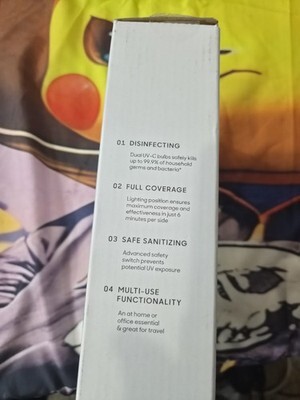 01 DISINFECTING
Dual UV-C bulbs safely kills
up to 99.9% of household
germs and bacteria*
02 FULL COVERAGE
Lighting position ensures
maximum coverage and
effectiveness in just 6
minutes per side
03 SAFE SANITIZING
Advanced safety
switch prevents
potential UV exposure
04 MULTI-USE
FUNCTIONALITY
An at home or
office essential
& great for travel